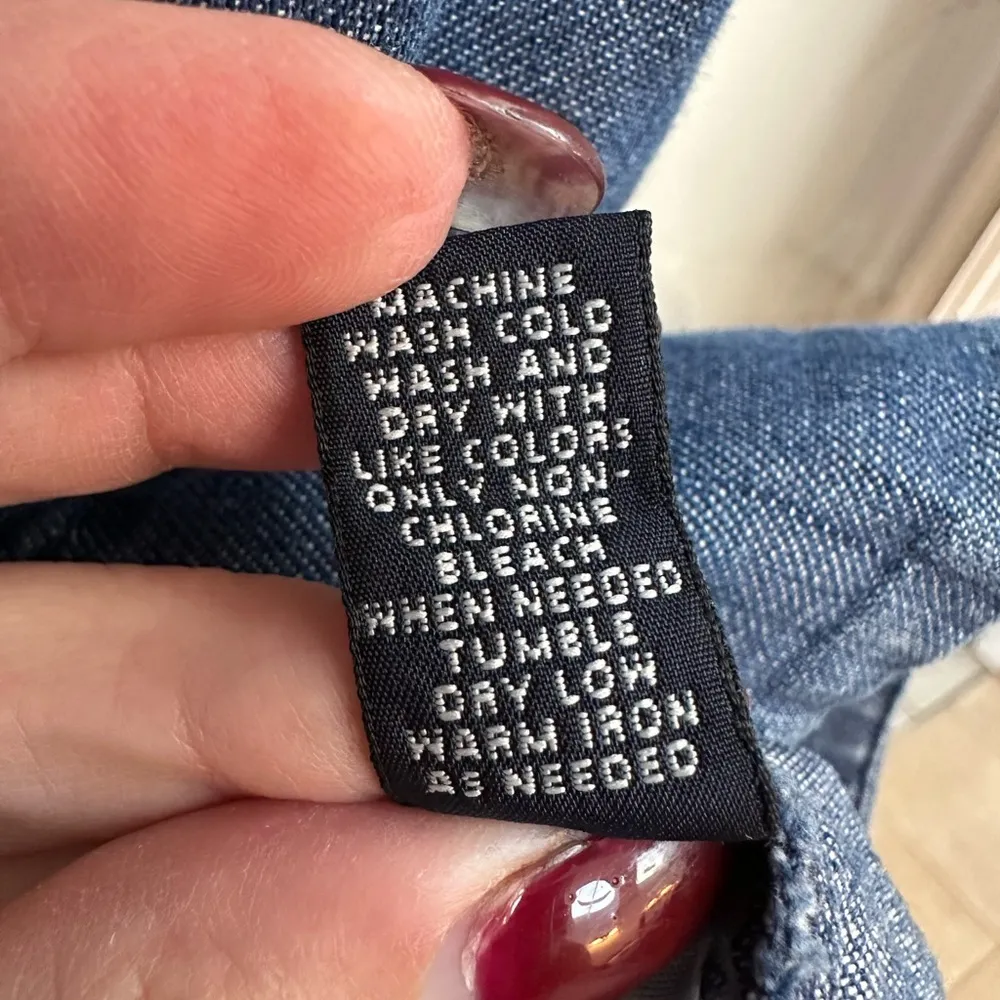 MACHINE
WASH COLD
WASH AND
DRY WITH
LIKE COLORS
ONLY NON-
CHLORINE
BLEACH
WHEN NEEDED
TUMBLE
DRY LOW
WARM IRON
AS NEEDED